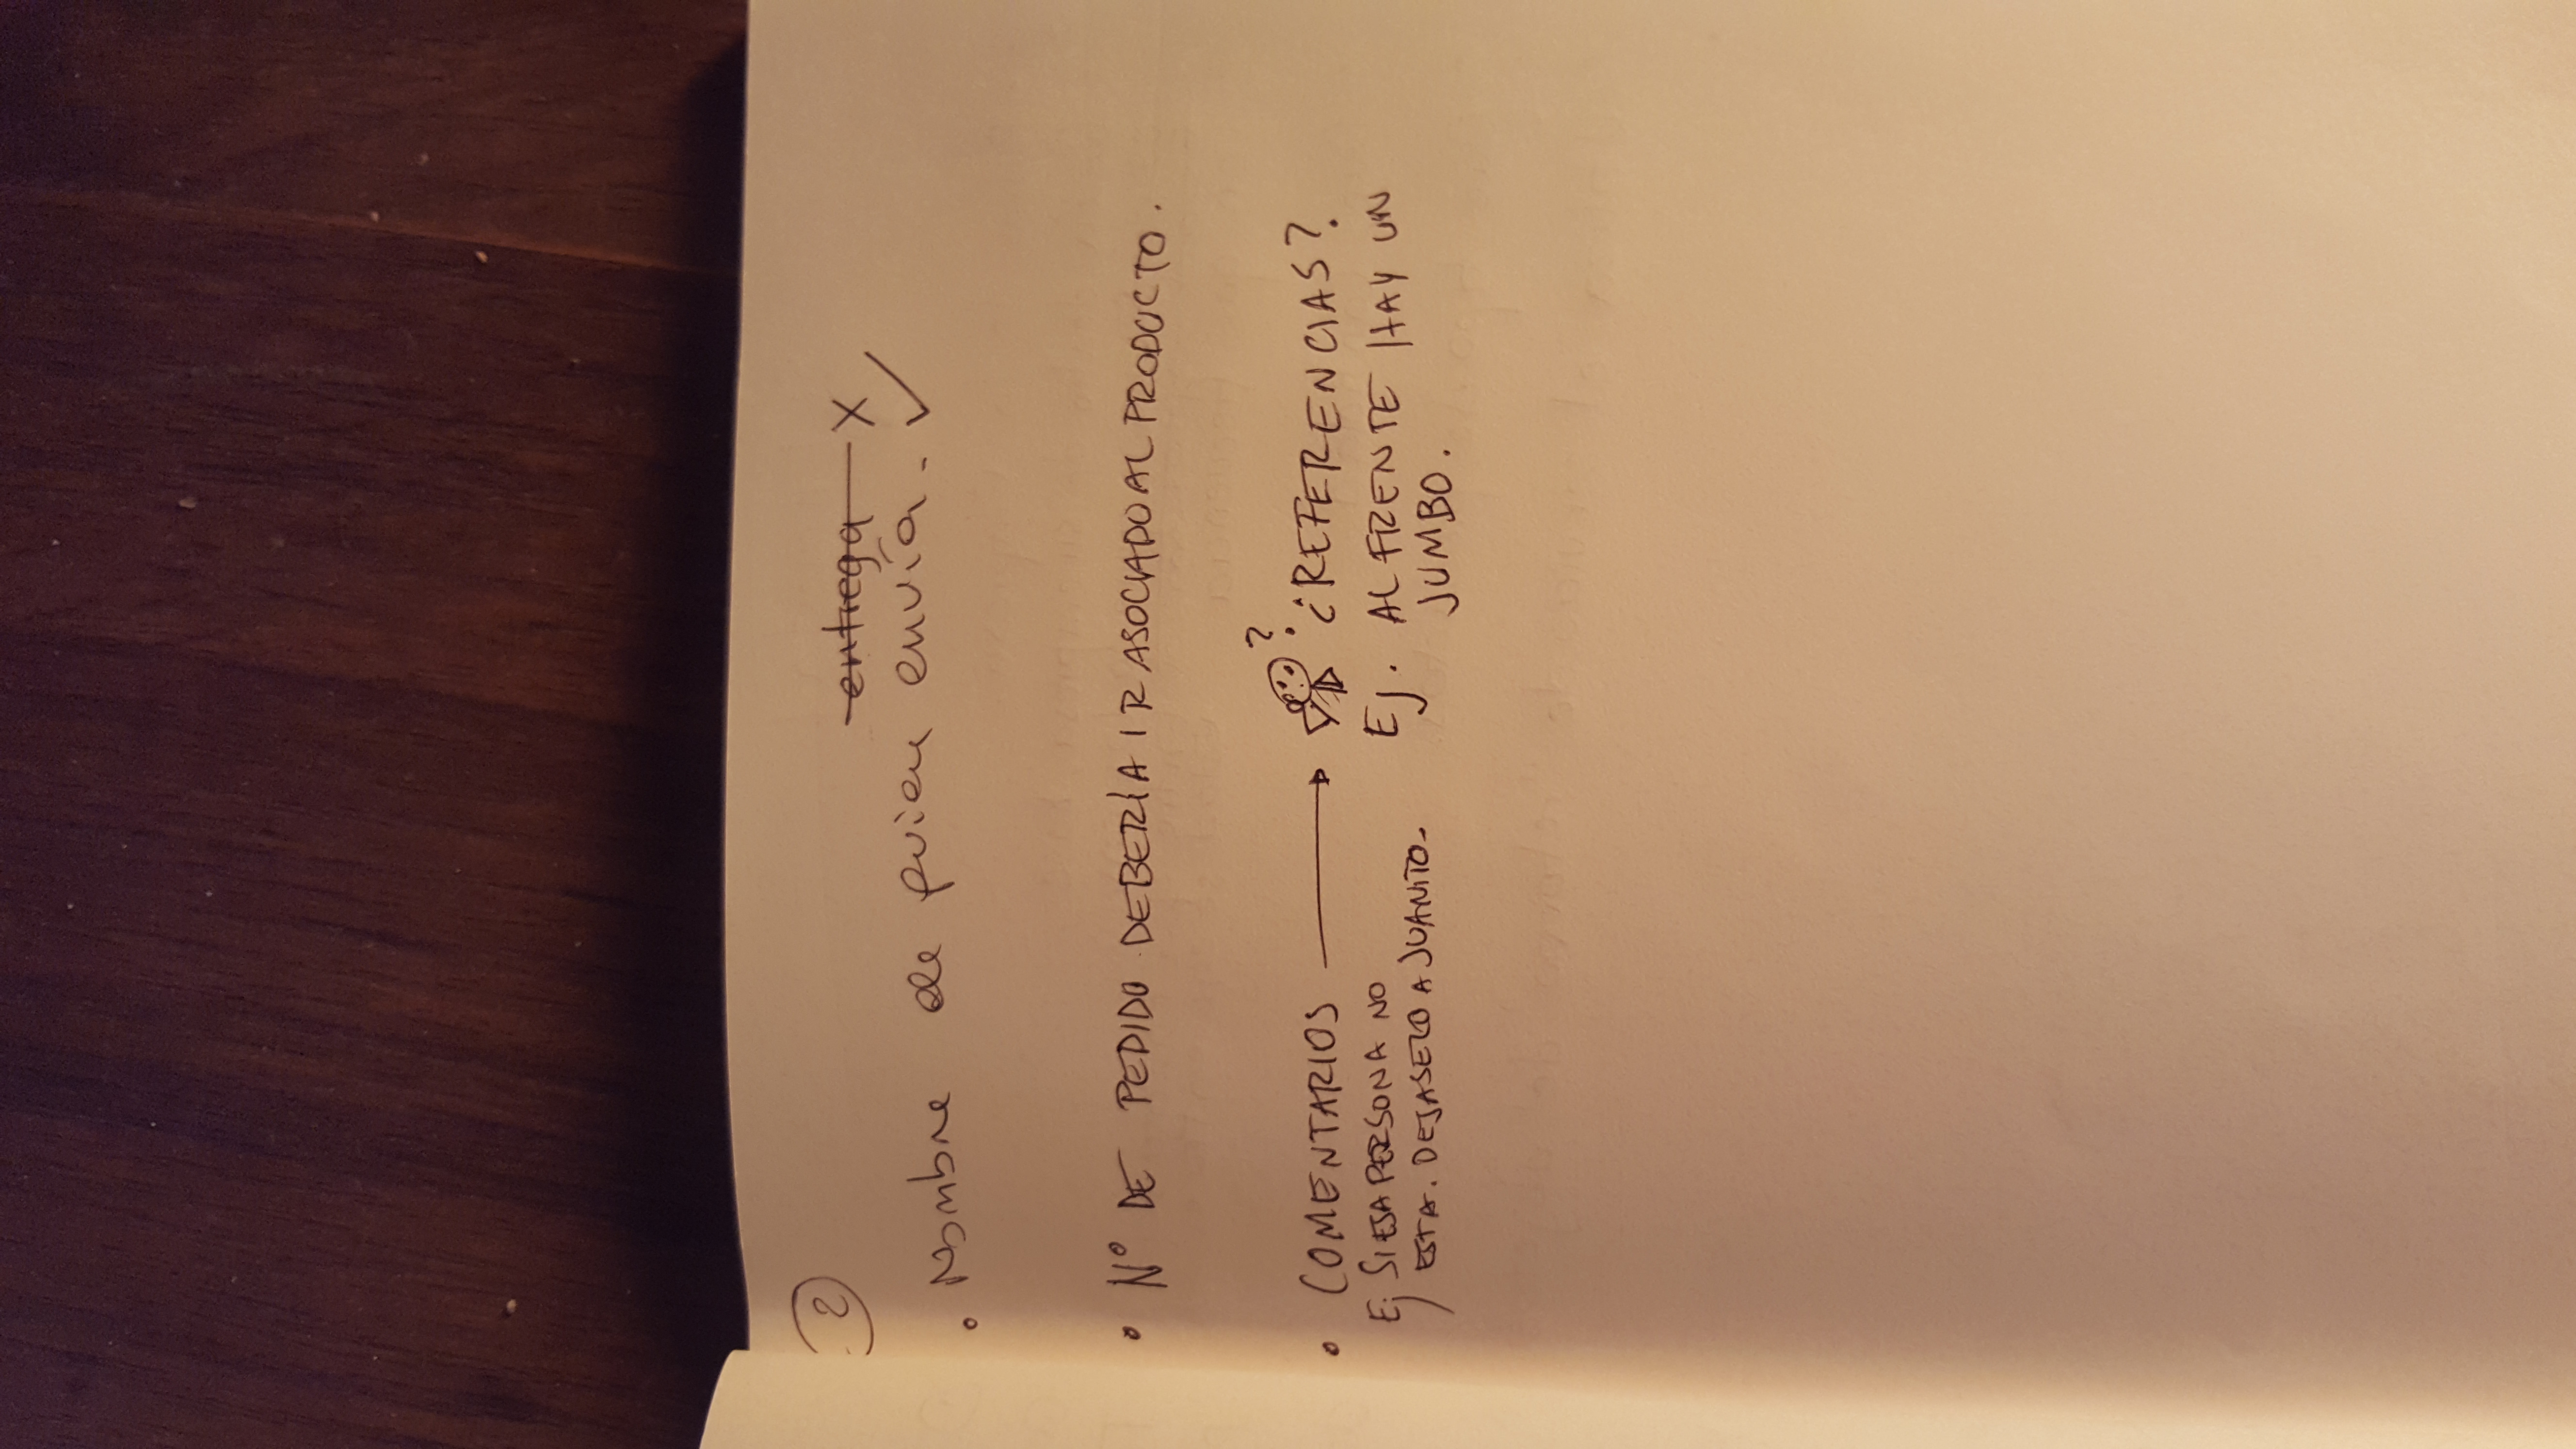 2
entrega X
• Nombre de quien envía. ✓
• N° DE PEDIDO DEBERÍA IR ASOCIADO AL PRODUCTO.
• COMENTARIOS → ? ¿REFERENCIAS?
Ej SI ESA PERSONA NO
ESTA. DEJASELO A JUANITO.
Ej. AL FRENTE HAY UN
JUMBO.